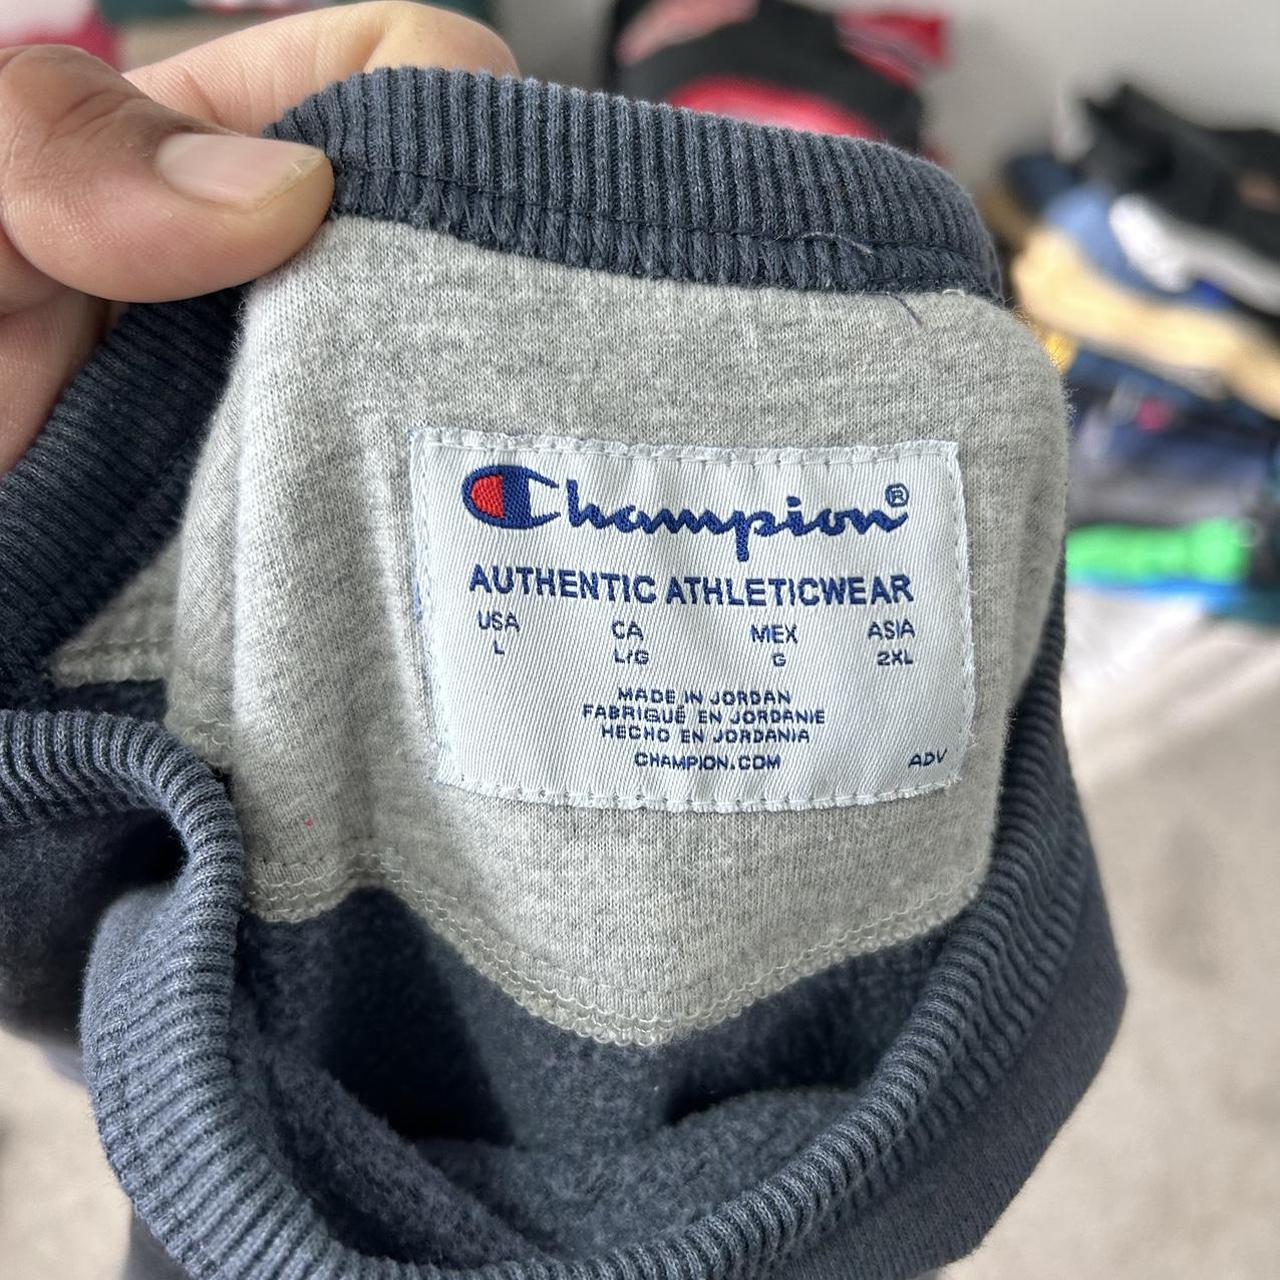 Champion®
AUTHENTIC ATHLETICWEAR
USA CA MEX ASIA
L L/G G 2XL
MADE IN JORDAN
FABRIQUÉ EN JORDANIE
HECHO EN JORDANIA
CHAMPION.COM ADV